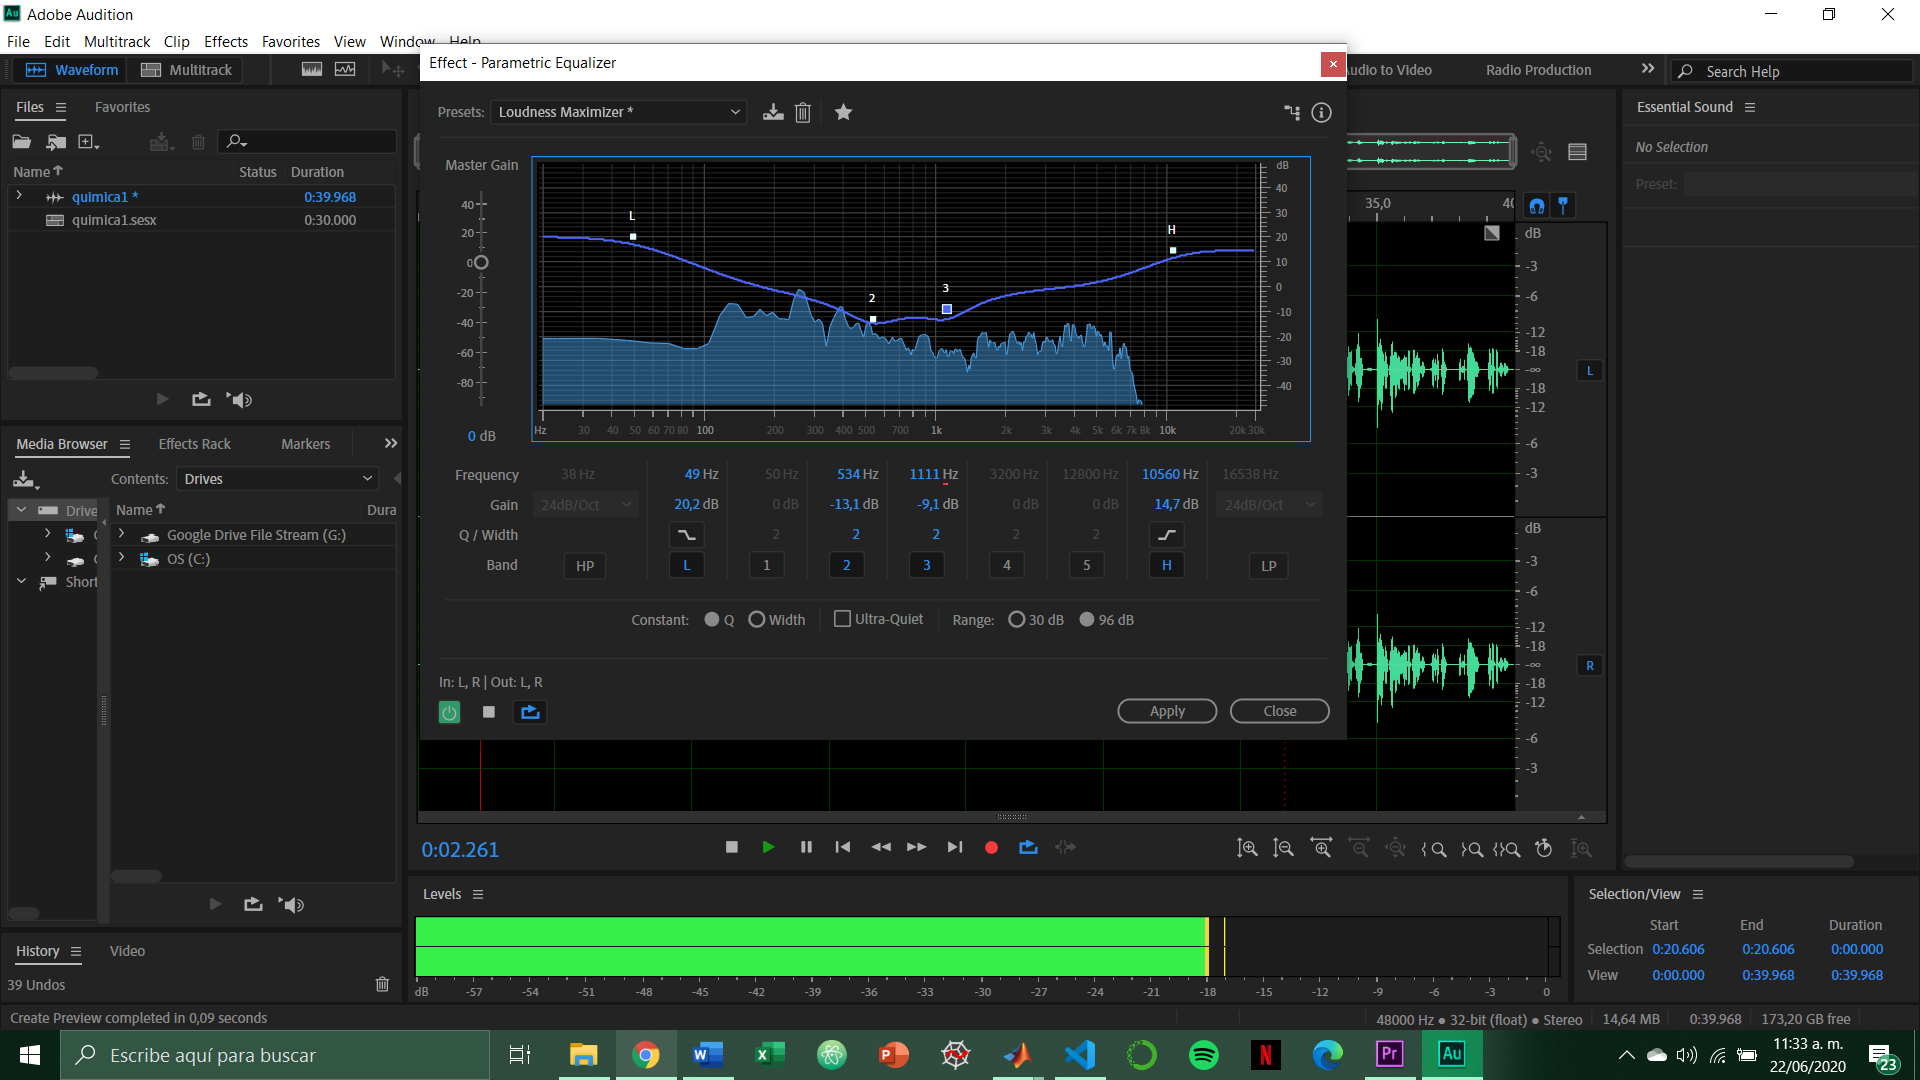 Adobe Audition
File Edit Multitrack Clip Effects Favorites View Window Help
Waveform Multitrack
Audio to Video Radio Production Search Help
Effect - Parametric Equalizer
Files Favorites
Presets: Loudness Maximizer *
Name Status Duration
quimica1 * 0:39.968
quimica1.sesx 0:30.000
Master Gain
40
20
0
-20
-40
-60
-80
0 dB
L
2
3
H
dB
40
30
20
10
0
-10
-20
-30
-40
Hz 30 40 50 60 70 80 100 200 300 400 500 700 1k 2k 3k 4k 5k 6k 7k 8k 10k 20k 30k
Frequency 38 Hz 49 Hz 50 Hz 534 Hz 1111 Hz 3200 Hz 12800 Hz 10560 Hz 16538 Hz
Gain 24dB/Oct 20,2 dB 0 dB -13,1 dB -9,1 dB 0 dB 0 dB 14,7 dB 24dB/Oct
Q / Width 2 2 2 2 2
Band HP L 1 2 3 4 5 H LP
Constant: Q Width Ultra-Quiet Range: 30 dB 96 dB
In: L, R | Out: L, R
Apply Close
Essential Sound
No Selection
Preset:
35,0
dB
-3
-6
-12
-18
-∞
-18
-12
-6
-3
L
dB
-3
-6
-12
-18
-∞
-18
-12
-6
-3
R
Media Browser Effects Rack Markers
Contents: Drives
Drive
Short
Name Dura
Google Drive File Stream (G:)
OS (C:)
0:02.261
Levels
dB -57 -54 -51 -48 -45 -42 -39 -36 -33 -30 -27 -24 -21 -18 -15 -12 -9 -6 -3 0
Selection/View
Start End Duration
Selection 0:20.606 0:20.606 0:00.000
View 0:00.000 0:39.968 0:39.968
History Video
39 Undos
Create Preview completed in 0,09 seconds
48000 Hz ● 32-bit (float) ● Stereo 14,64 MB 0:39.968 173,20 GB free
Escribe aquí para buscar
11:33 a. m.
22/06/2020
23